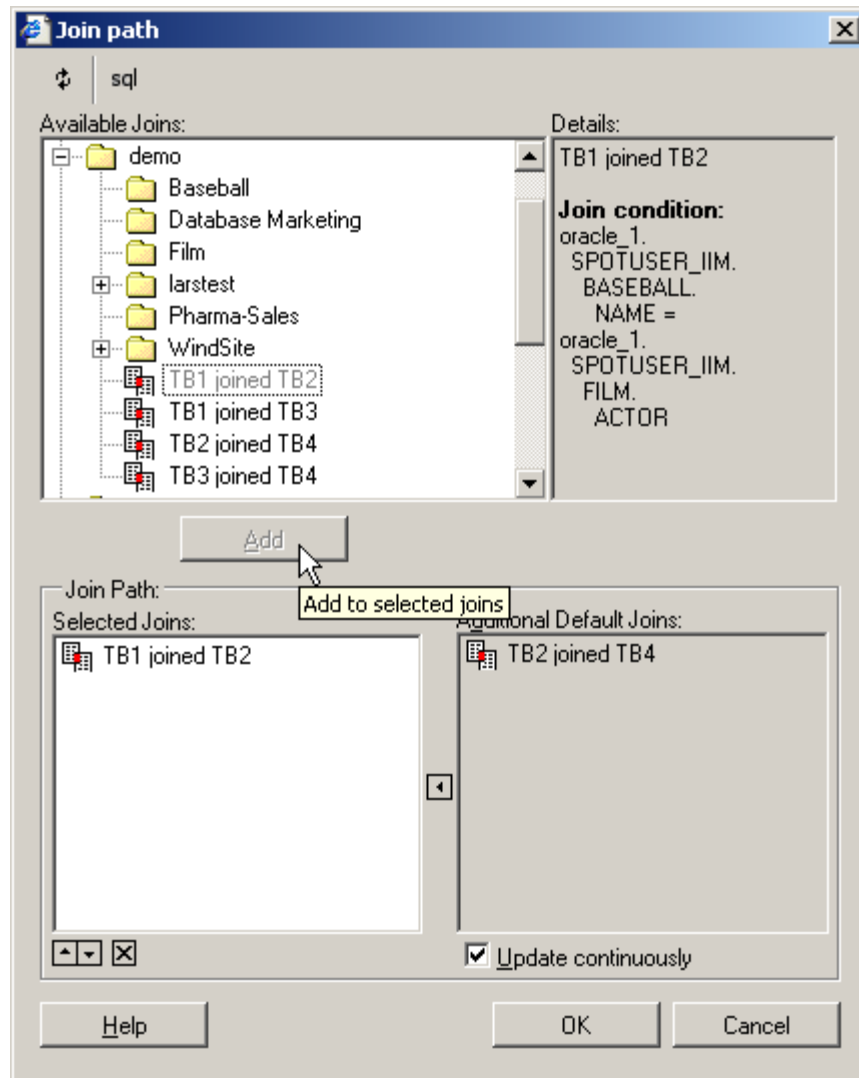 Join path
sql
Available Joins:
demo
Baseball
Database Marketing
Film
larstest
Pharma-Sales
WindSite
TB1 joined TB2
TB1 joined TB3
TB2 joined TB4
TB3 joined TB4
Details:
TB1 joined TB2
Join condition:
oracle_1.
SPOTUSER_IIM.
BASEBALL.
NAME =
oracle_1.
SPOTUSER_IIM.
FILM.
ACTOR
Add
Add to selected joins
Join Path:
Selected Joins:
TB1 joined TB2
Additional Default Joins:
TB2 joined TB4
Update continuously
Help
OK
Cancel